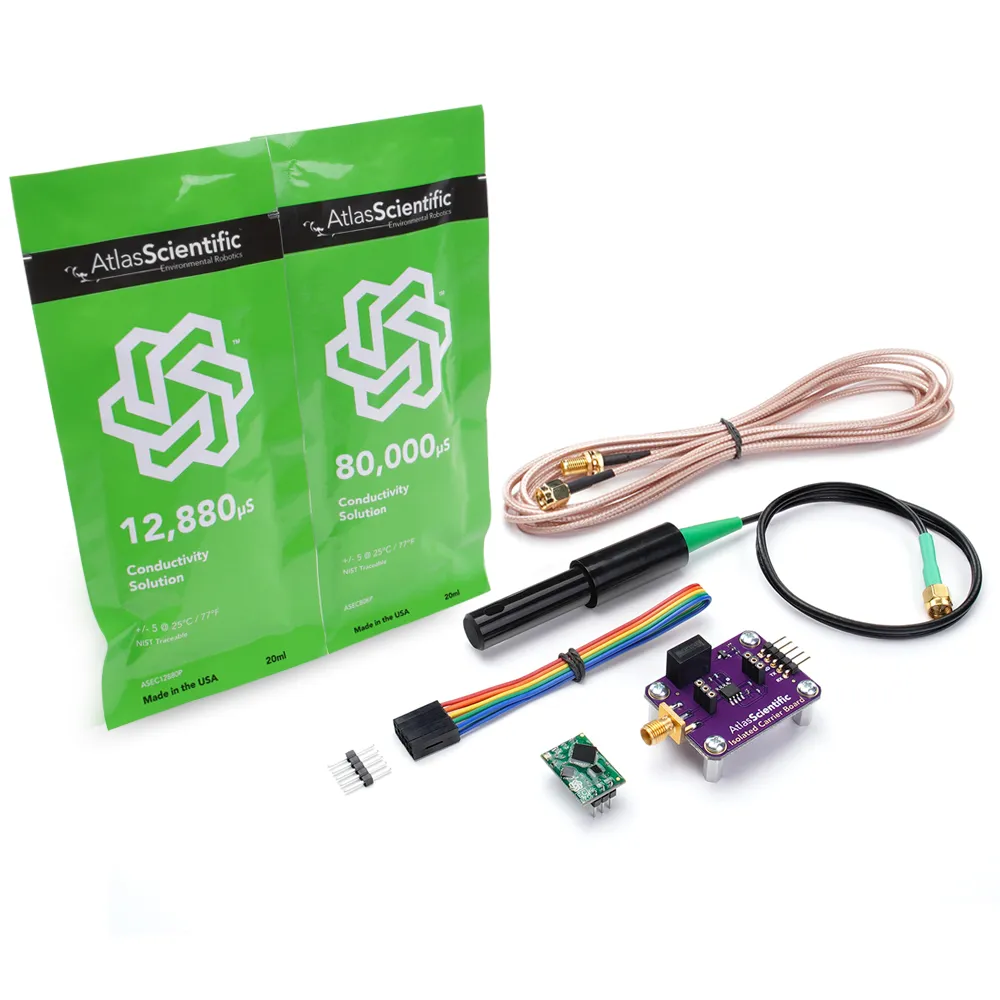 AtlasScientific
Environmental Robotics
™
12,880µS
Conductivity
Solution
+/- 5 @ 25°C / 77°F
NIST Traceable
20ml
ASEC12880P
Made in the USA
AtlasScientific
Environmental Robotics
™
80,000µS
Conductivity
Solution
+/- 5 @ 25°C / 77°F
NIST Traceable
20ml
Made in the USA
AtlasScientific
Isolated Carrier Board